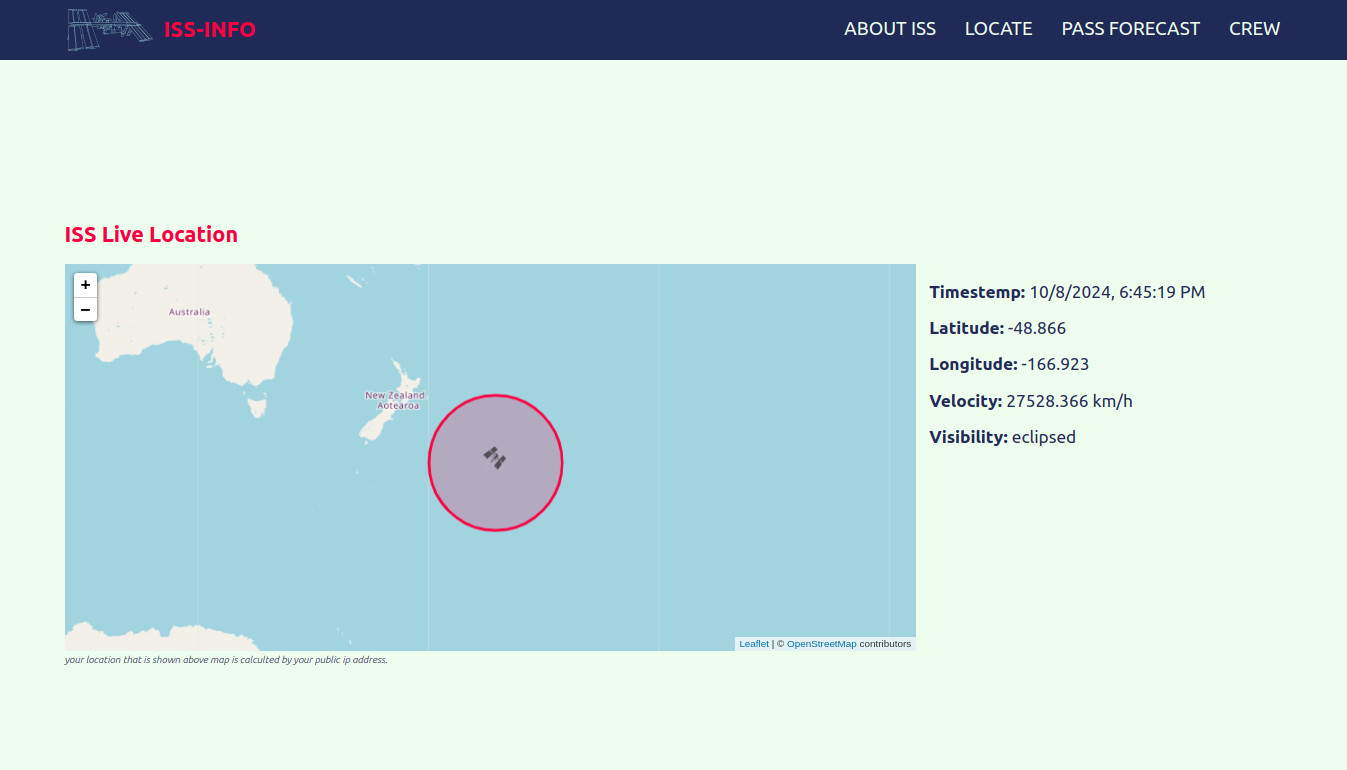 ISS-INFO
ABOUT ISS LOCATE PASS FORECAST CREW
ISS Live Location
+
−
Australia
New Zealand
Aotearoa
Timestemp: 10/8/2024, 6:45:19 PM
Latitude: -48.866
Longitude: -166.923
Velocity: 27528.366 km/h
Visibility: eclipsed
Leaflet | © OpenStreetMap contributors
your location that is shown above map is calculted by your public ip address.